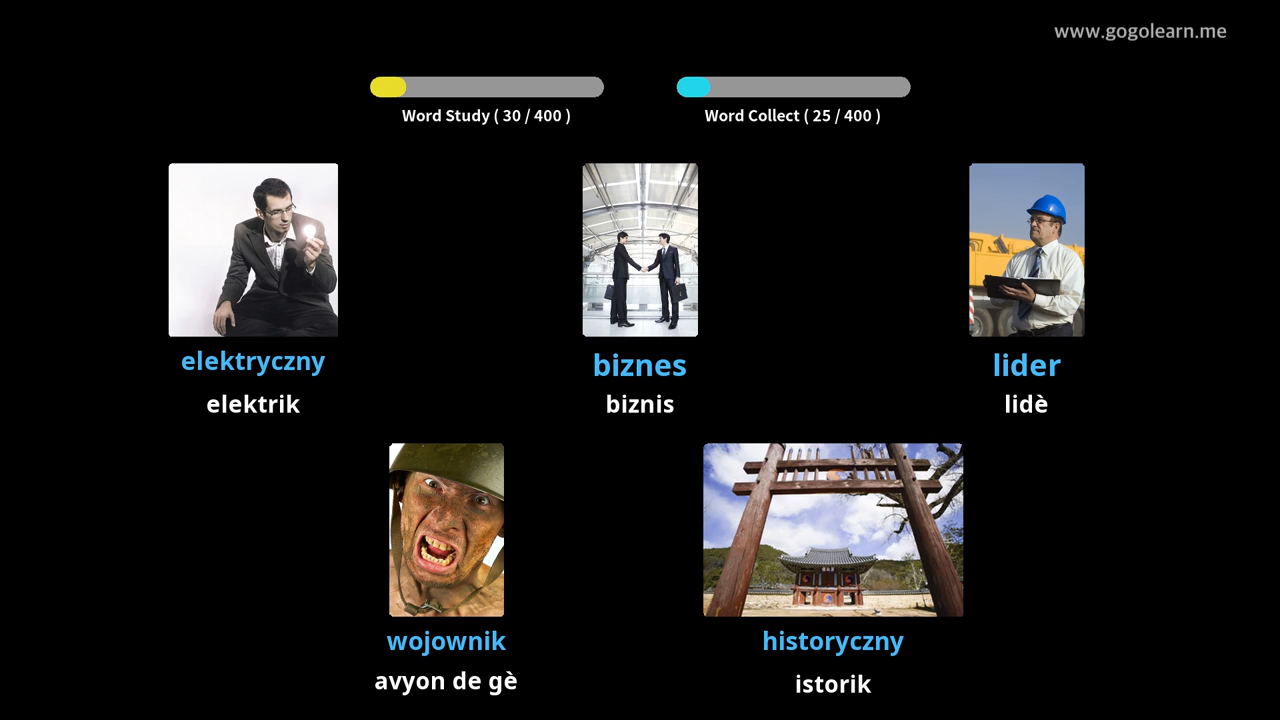 www.gogolearn.me
Word Study ( 30 / 400 )
Word Collect ( 25 / 400 )
elektryczny
elektrik
biznes
biznis
lider
lidè
wojownik
avyon de gè
historyczny
istorik